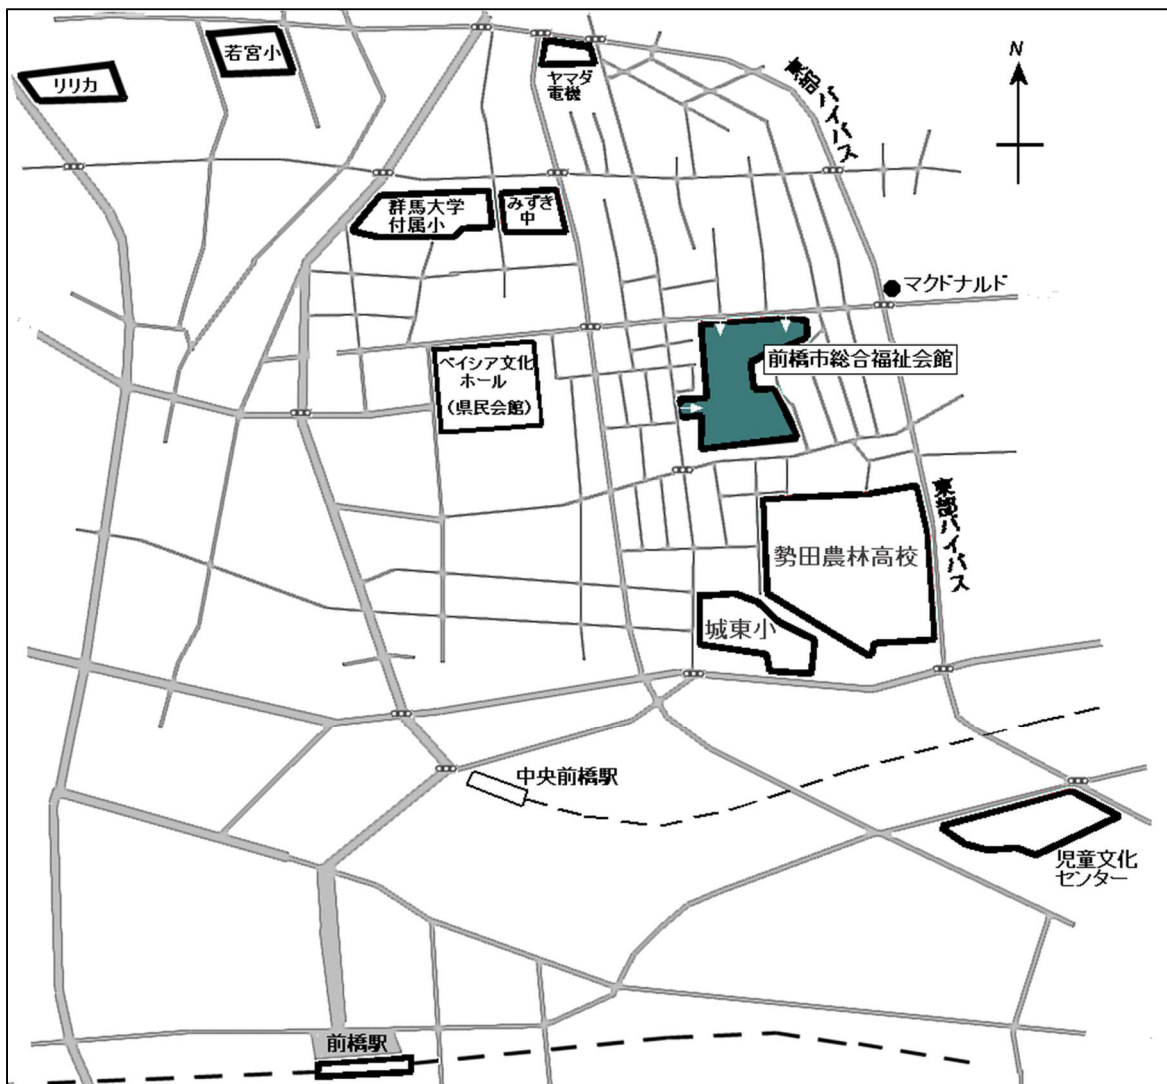 若宮小
リリカ
ヤマダ
電機
N
東部バイパス
群馬大学
付属小
みずき
中
マクドナルド
ベイシア文化
ホール
(県民会館)
前橋市総合福祉会館
東部バイパス
勢田農林高校
城東小
中央前橋駅
児童文化
センター
前橋駅